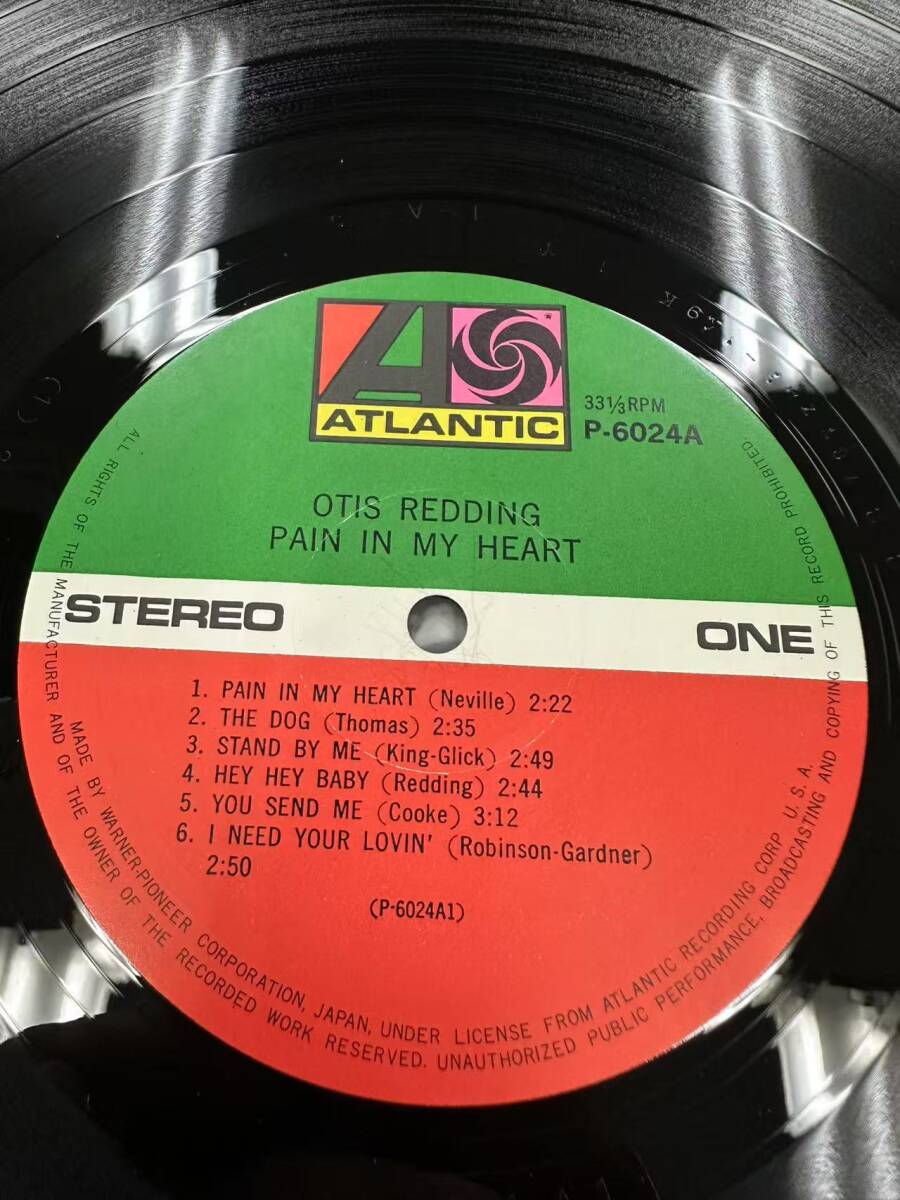 ATLANTIC
33⅓RPM
P-6024A
OTIS REDDING
PAIN IN MY HEART
STEREO
ONE
1. PAIN IN MY HEART (Neville) 2:22
2. THE DOG (Thomas) 2:35
3. STAND BY ME (King-Glick) 2:49
4. HEY HEY BABY (Redding) 2:44
5. YOU SEND ME (Cooke) 3:12
6. I NEED YOUR LOVIN' (Robinson-Gardner)
2:50
(P-6024A1)
MADE BY WARNER-PIONEER CORPORATION, JAPAN, UNDER LICENSE FROM ATLANTIC RECORDING CORP. U. S. A.
ALL RIGHTS OF THE MANUFACTURER AND OF THE OWNER OF THE RECORDED WORK RESERVED. UNAUTHORIZED PUBLIC PERFORMANCE, BROADCASTING AND COPYING OF THIS RECORD PROHIBITED.